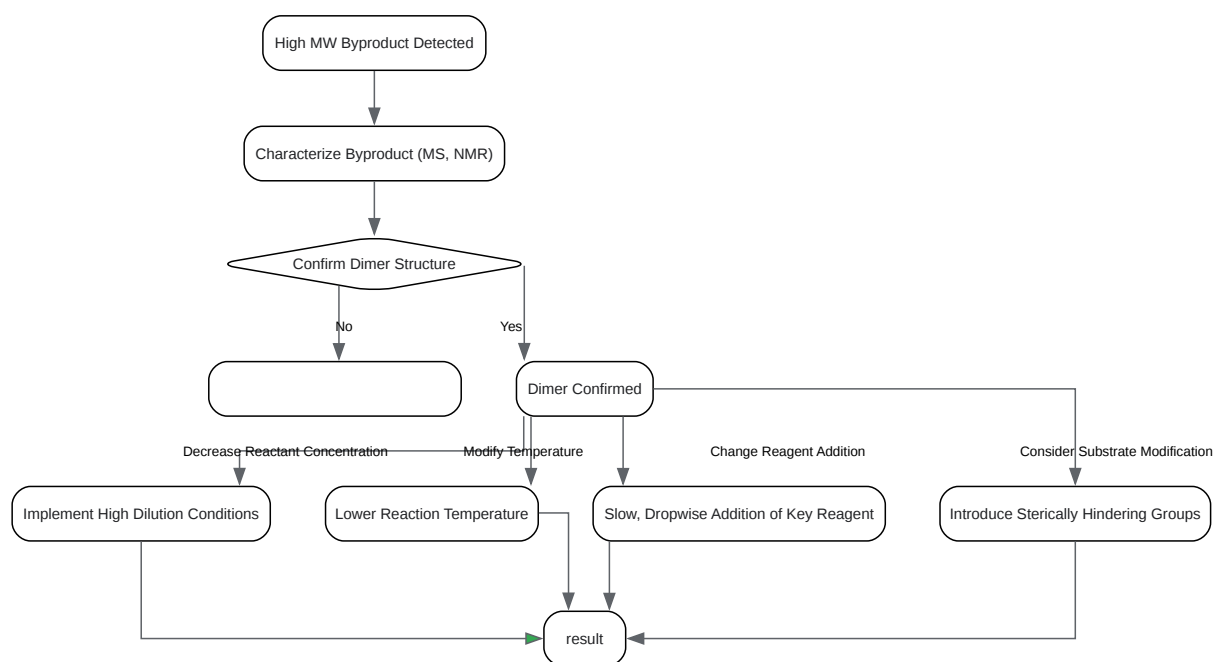 High MW Byproduct Detected
Characterize Byproduct (MS, NMR)
Confirm Dimer Structure
No
Yes
Dimer Confirmed
Decrease Reactant Concentration
Modify Temperature
Change Reagent Addition
Consider Substrate Modification
Implement High Dilution Conditions
Lower Reaction Temperature
Slow, Dropwise Addition of Key Reagent
Introduce Sterically Hindering Groups
result